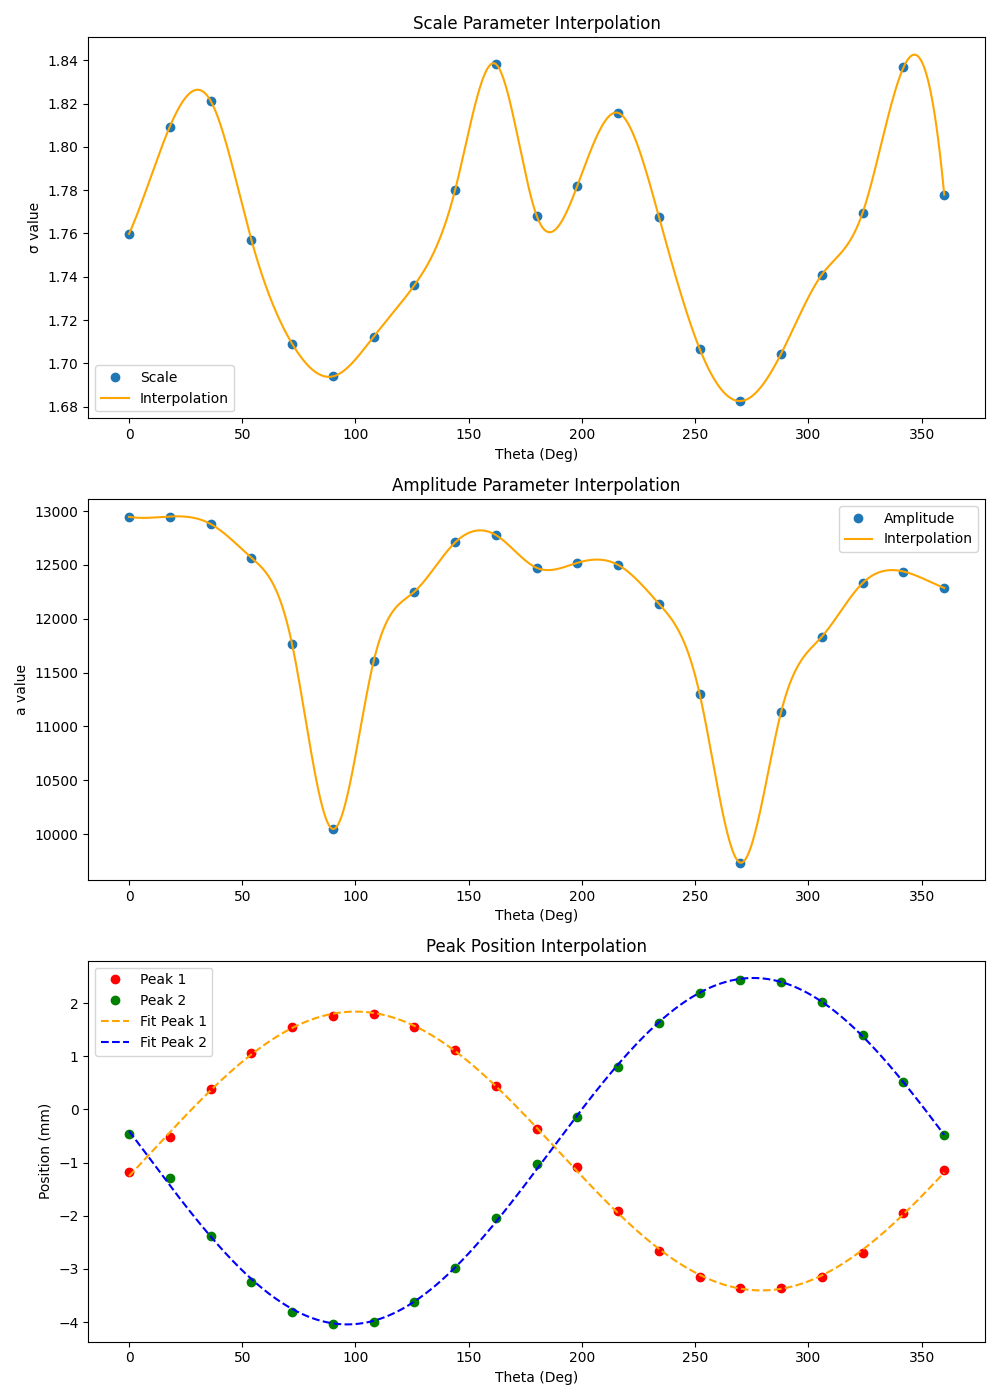 Scale Parameter Interpolation
1.84
1.82
1.80
1.78
1.76
1.74
1.72
1.70
1.68
σ value
Scale
Interpolation
0 50 100 150 200 250 300 350
Theta (Deg)
Amplitude Parameter Interpolation
13000
12500
12000
11500
11000
10500
10000
a value
Amplitude
Interpolation
0 50 100 150 200 250 300 350
Theta (Deg)
Peak Position Interpolation
2
1
0
−1
−2
−3
−4
Position (mm)
Peak 1
Peak 2
Fit Peak 1
Fit Peak 2
0 50 100 150 200 250 300 350
Theta (Deg)